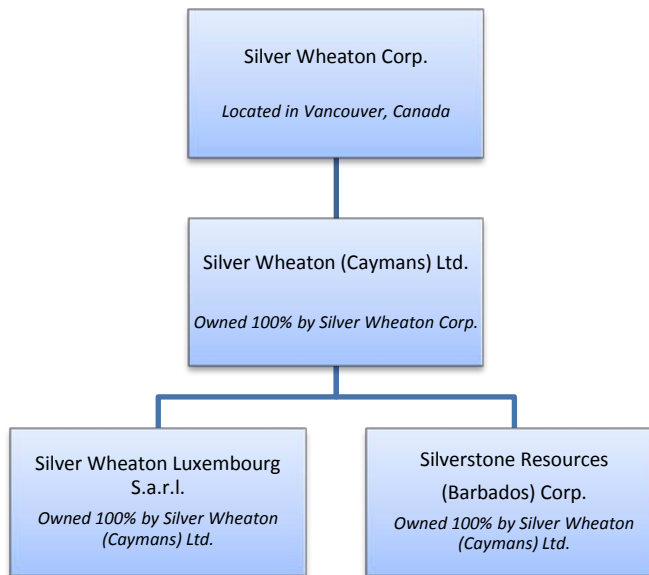 Silver Wheaton Corp.
Located in Vancouver, Canada
Silver Wheaton (Caymans) Ltd.
Owned 100% by Silver Wheaton Corp.
Silver Wheaton Luxembourg
S.a.r.l.
Owned 100% by Silver Wheaton
(Caymans) Ltd.
Silverstone Resources
(Barbados) Corp.
Owned 100% by Silver Wheaton
(Caymans) Ltd.